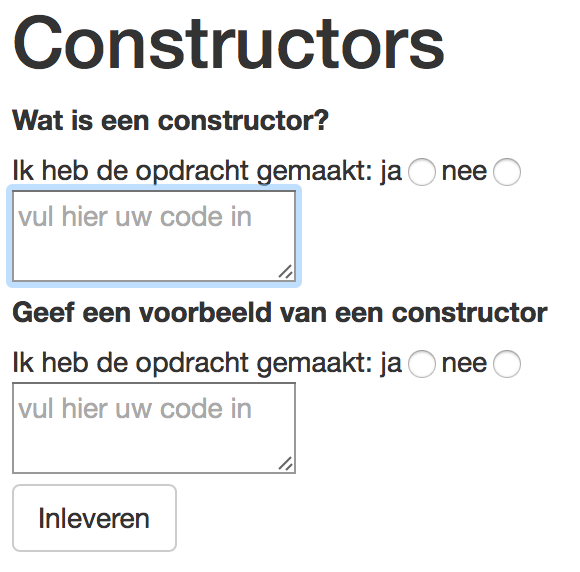 Constructors
Wat is een constructor?
Ik heb de opdracht gemaakt: ja nee
vul hier uw code in
Geef een voorbeeld van een constructor
Ik heb de opdracht gemaakt: ja nee
vul hier uw code in
Inleveren